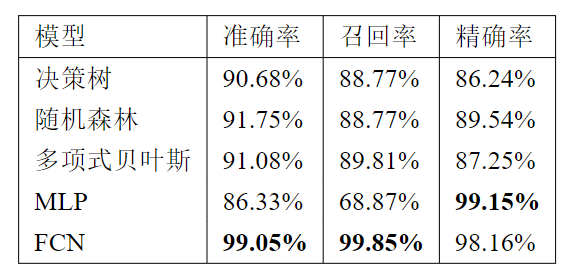 模型 准确率 召回率 精确率
决策树 90.68% 88.77% 86.24%
随机森林 91.75% 88.77% 89.54%
多项式贝叶斯 91.08% 89.81% 87.25%
MLP 86.33% 68.87% 99.15%
FCN 99.05% 99.85% 98.16%